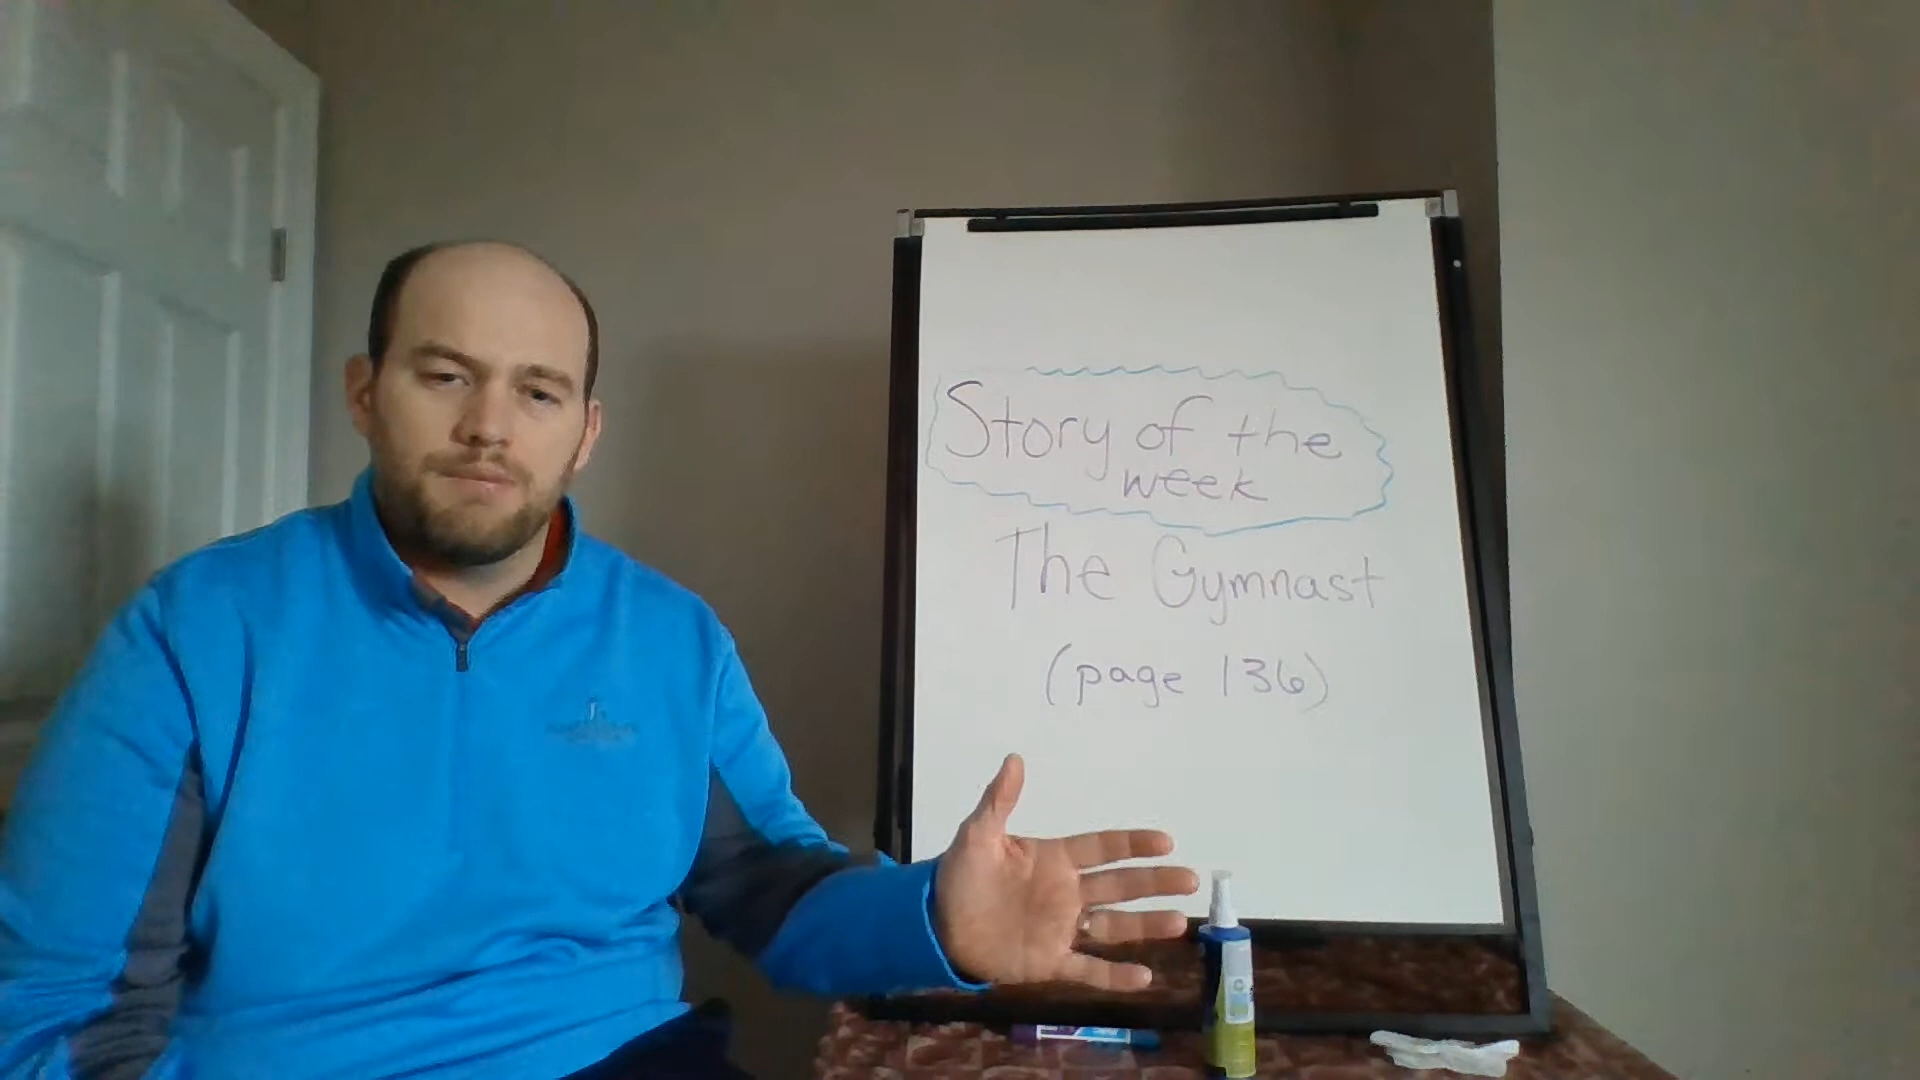 Story of the
week
The Gymnast
(page 136)